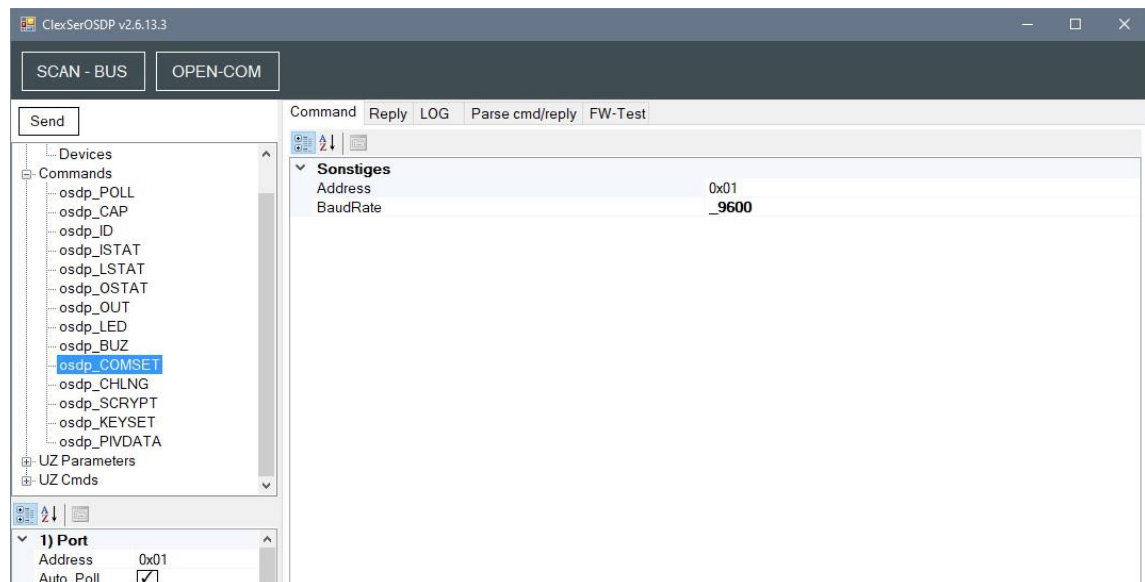 ClexSerOSDP v2.6.13.3
SCAN - BUS
OPEN-COM
Send
Devices
Commands
osdp_POLL
osdp_CAP
osdp_ID
osdp_ISTAT
osdp_LSTAT
osdp_OSTAT
osdp_OUT
osdp_LED
osdp_BUZ
osdp_COMSET
osdp_CHLNG
osdp_SCRYPT
osdp_KEYSET
osdp_PIVDATA
UZ Parameters
UZ Cmds
1) Port
Address 0x01
Auto_Poll
Command Reply LOG Parse cmd/reply FW-Test
Sonstiges
Address 0x01
BaudRate _9600